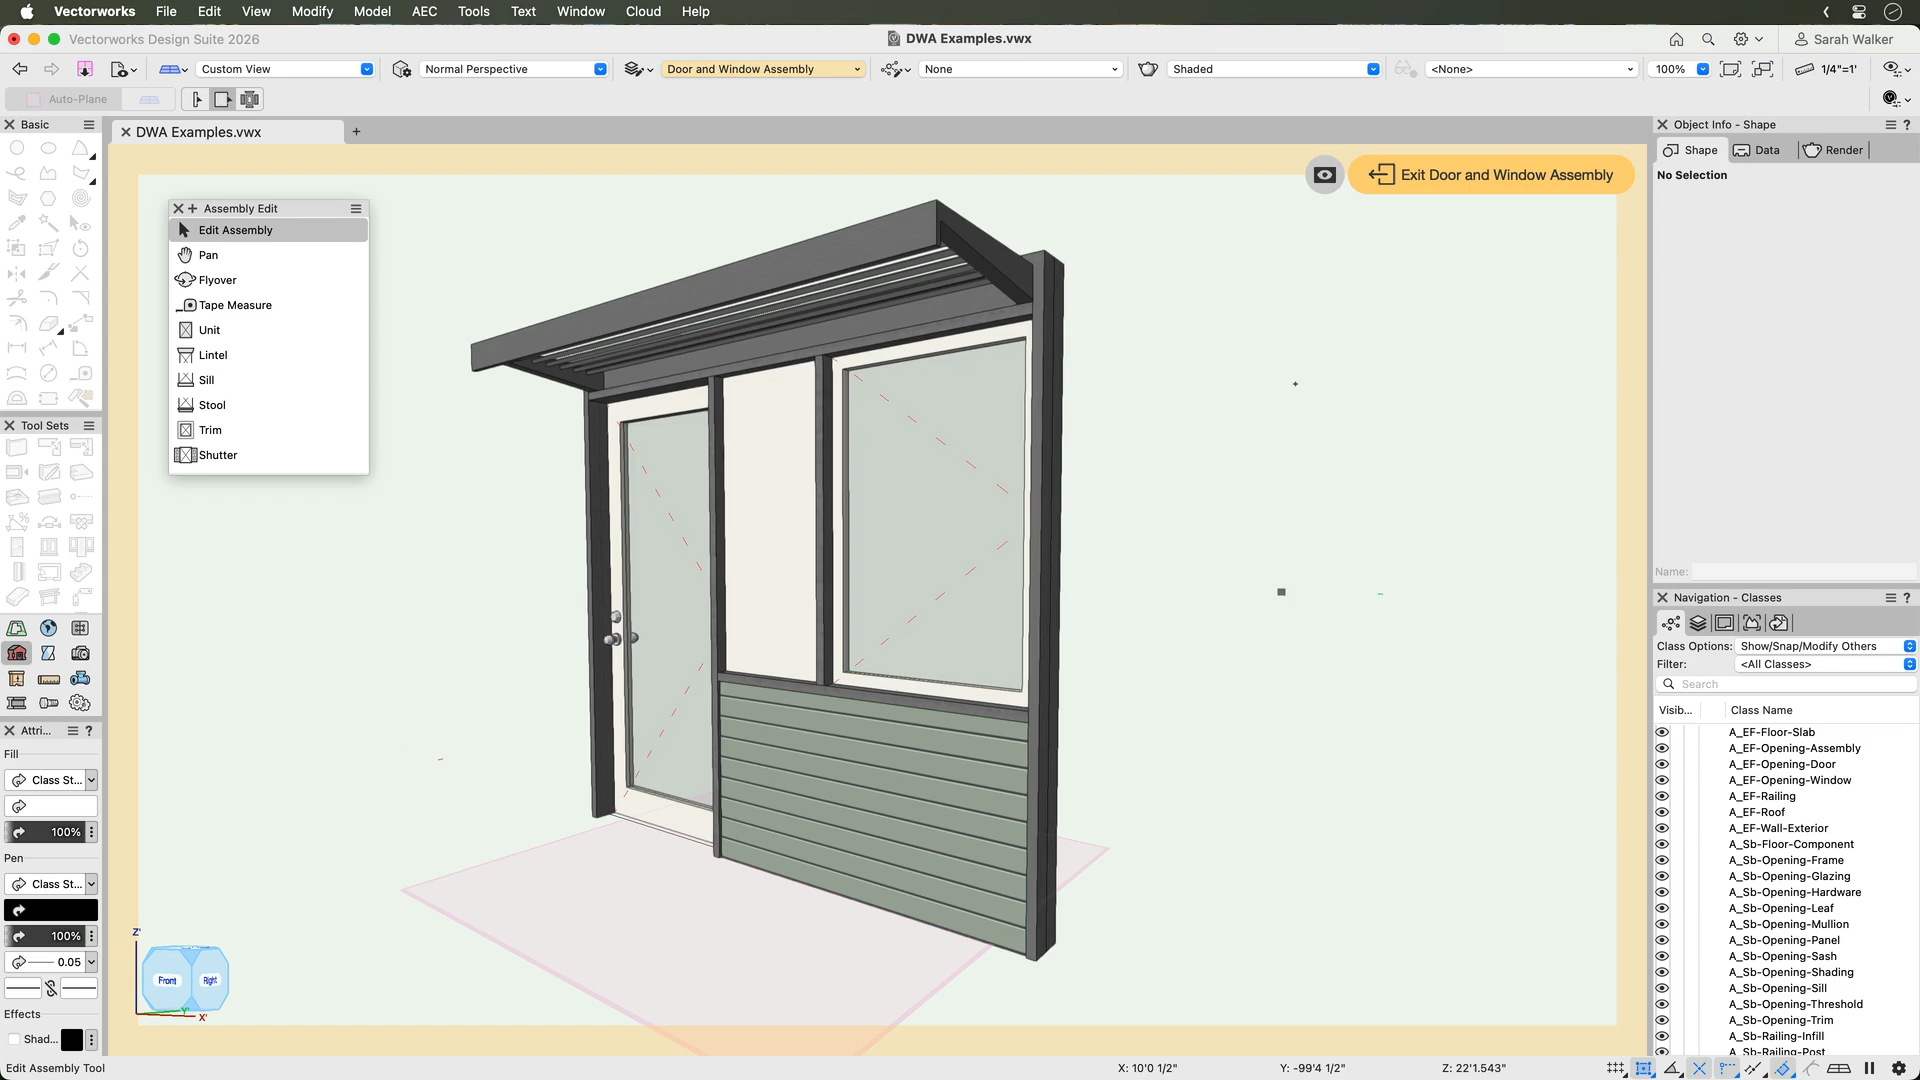 Vectorworks File Edit View Modify Model AEC Tools Text Window Cloud Help
Vectorworks Design Suite 2026
DWA Examples.vwx
Sarah Walker
Custom View
Normal Perspective
Door and Window Assembly
None
Shaded
<None>
100%
1/4"=1'
Auto-Plane
Basic
DWA Examples.vwx
Object Info - Shape
Shape
Data
Render
No Selection
Exit Door and Window Assembly
Assembly Edit
Edit Assembly
Pan
Flyover
Tape Measure
Unit
Lintel
Sill
Stool
Trim
Shutter
Tool Sets
Attri...
Fill
Class St...
100%
Pen
Class St...
100%
0.05
Effects
Shad...
Z'
Front
Right
Y'
X'
Name:
Navigation - Classes
Class Options: Show/Snap/Modify Others
Filter: <All Classes>
Search
Visib... Class Name
A_EF-Floor-Slab
A_EF-Opening-Assembly
A_EF-Opening-Door
A_EF-Opening-Window
A_EF-Railing
A_EF-Roof
A_EF-Wall-Exterior
A_Sb-Floor-Component
A_Sb-Opening-Frame
A_Sb-Opening-Glazing
A_Sb-Opening-Hardware
A_Sb-Opening-Leaf
A_Sb-Opening-Mullion
A_Sb-Opening-Panel
A_Sb-Opening-Sash
A_Sb-Opening-Shading
A_Sb-Opening-Sill
A_Sb-Opening-Threshold
A_Sb-Opening-Trim
A_Sb-Railing-Infill
A_Sb-Railing-Post
Edit Assembly Tool
X: 10'0 1/2"
Y: -99'4 1/2"
Z: 22'1.543"